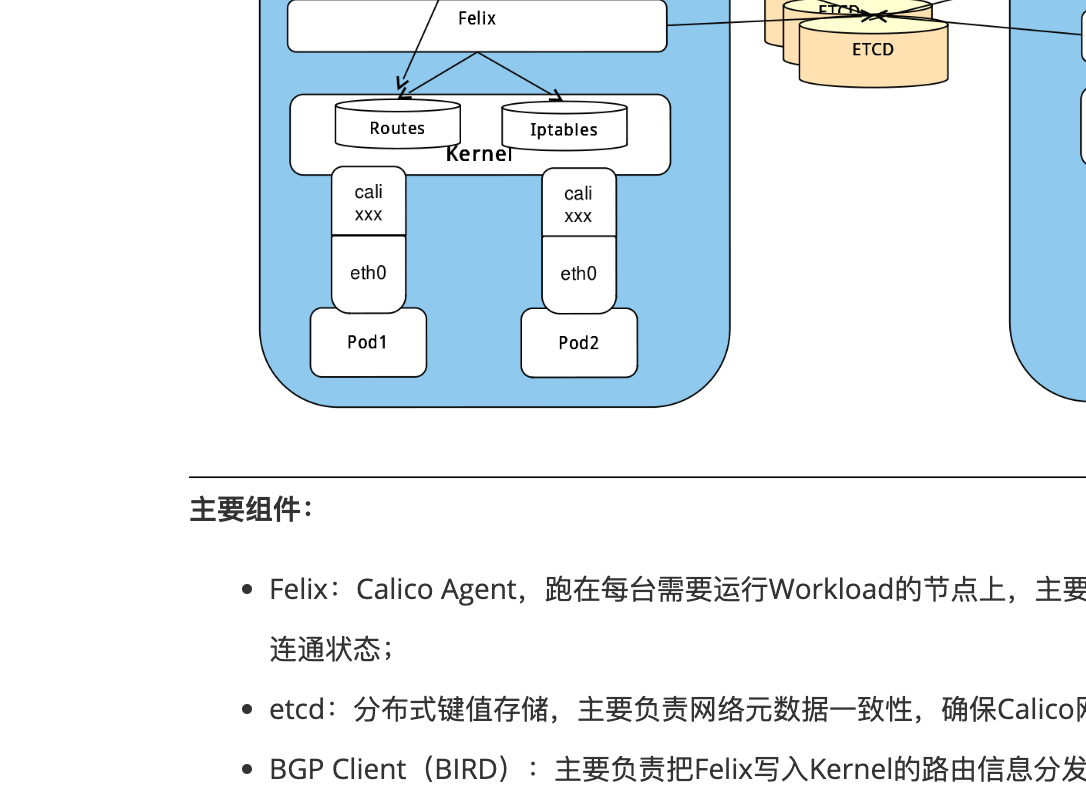 Felix
ETCD
ETCD
Routes
Iptables
Kernel
cali
xxx
cali
xxx
eth0
eth0
Pod1
Pod2
主要组件：
Felix：Calico Agent，跑在每台需要运行Workload的节点上，主要
连通状态；
etcd：分布式键值存储，主要负责网络元数据一致性，确保Calico网
BGP Client（BIRD）：主要负责把Felix写入Kernel的路由信息分发